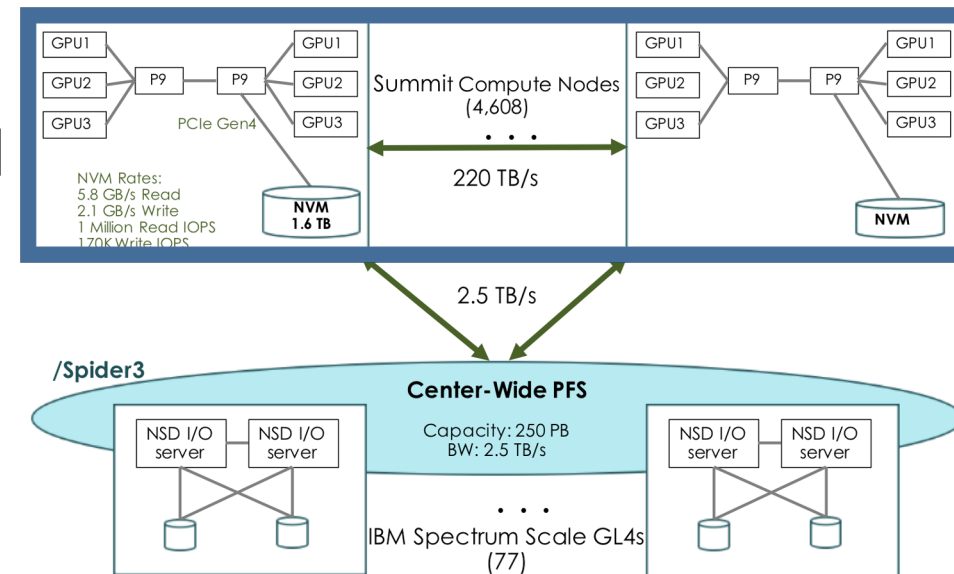 GPU1
GPU2
GPU3
P9
P9
GPU1
GPU2
GPU3
PCIe Gen4
NVM Rates:
5.8 GB/s Read
2.1 GB/s Write
1 Million Read IOPS
170K Write IOPS
NVM
1.6 TB
Summit Compute Nodes
(4,608)
. . .
220 TB/s
GPU1
GPU2
GPU3
P9
P9
GPU1
GPU2
GPU3
NVM
2.5 TB/s
/Spider3
Center-Wide PFS
Capacity: 250 PB
BW: 2.5 TB/s
NSD I/O
server
NSD I/O
server
. . .
IBM Spectrum Scale GL4s
(77)
NSD I/O
server
NSD I/O
server